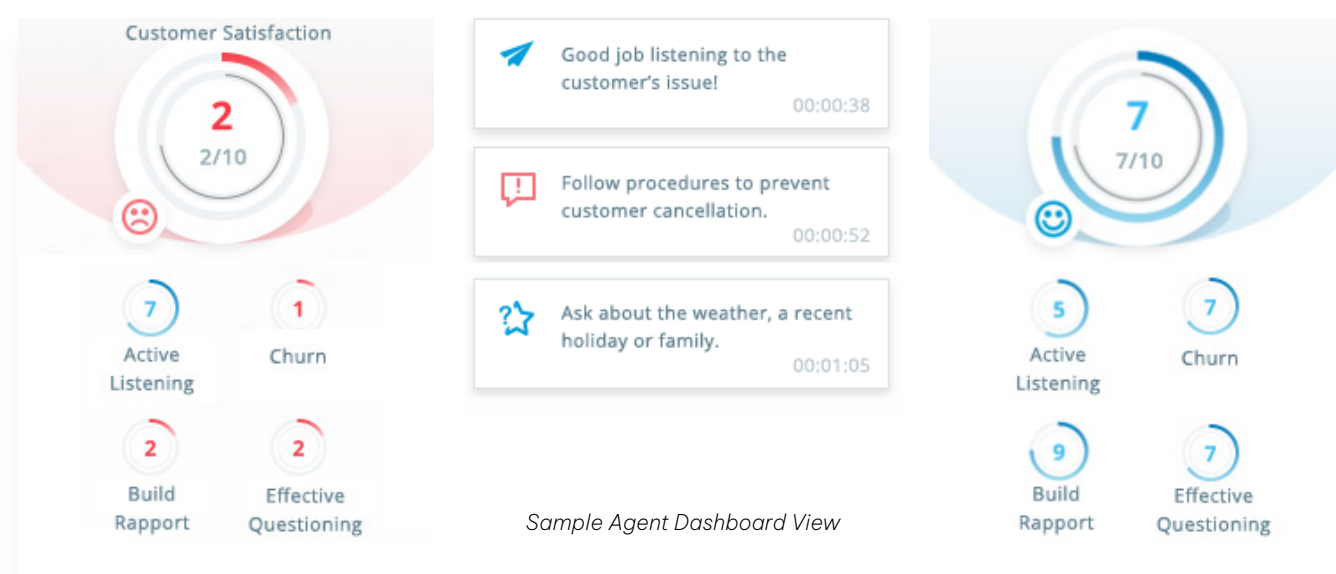 Customer Satisfaction
2
2/10
7
Active
Listening
1
Churn
2
Build
Rapport
2
Effective
Questioning
Good job listening to the
customer’s issue!
00:00:38
!
Follow procedures to prevent
customer cancellation.
00:00:52
?
Ask about the weather, a recent
holiday or family.
00:01:05
Sample Agent Dashboard View
7
7/10
5
Active
Listening
7
Churn
9
Build
Rapport
7
Effective
Questioning